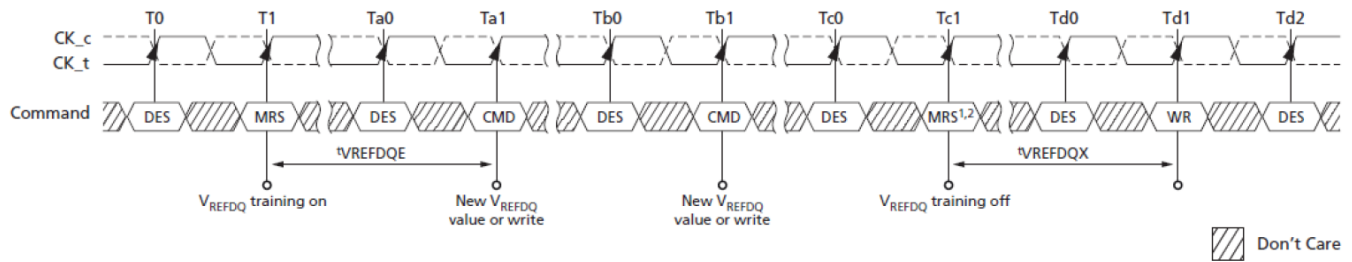 T0 T1 Ta0 Ta1 Tb0 Tb1 Tc0 Tc1 Td0 Td1 Td2
CK_c
CK_t
Command DES MRS DES CMD DES CMD DES MRS1,2 DES WR DES
tVREFDQE tVREFDQX
VREFDQ training on New VREFDQ New VREFDQ VREFDQ training off
value or write value or write
Don't Care